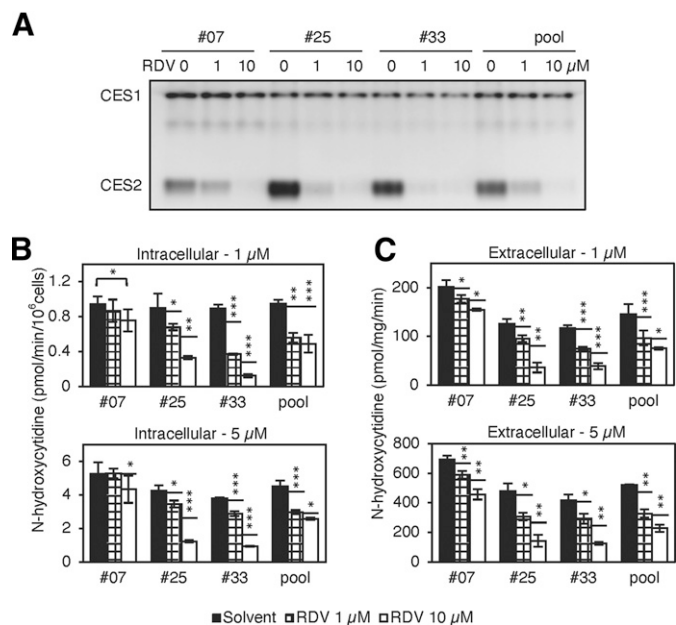 A
#07 #25 #33 pool
RDV 0 1 10 0 1 10 0 1 10 0 1 10 µM
CES1
CES2
B
Intracellular - 1 µM
N-hydroxycytidine (pmol/min/10⁶cells)
1.2
0.8
0.4
0
*
* **
*** ***
** ***
#07 #25 #33 pool
Intracellular - 5 µM
6
4
2
0
*
* ***
*** ***
*** *
#07 #25 #33 pool
C
Extracellular - 1 µM
N-hydroxycytidine (pmol/mg/min)
200
100
0
* *
** **
*** ***
*** *
#07 #25 #33 pool
Extracellular - 5 µM
800
600
400
200
0
** **
* **
* **
** **
#07 #25 #33 pool
Solvent RDV 1 µM RDV 10 µM